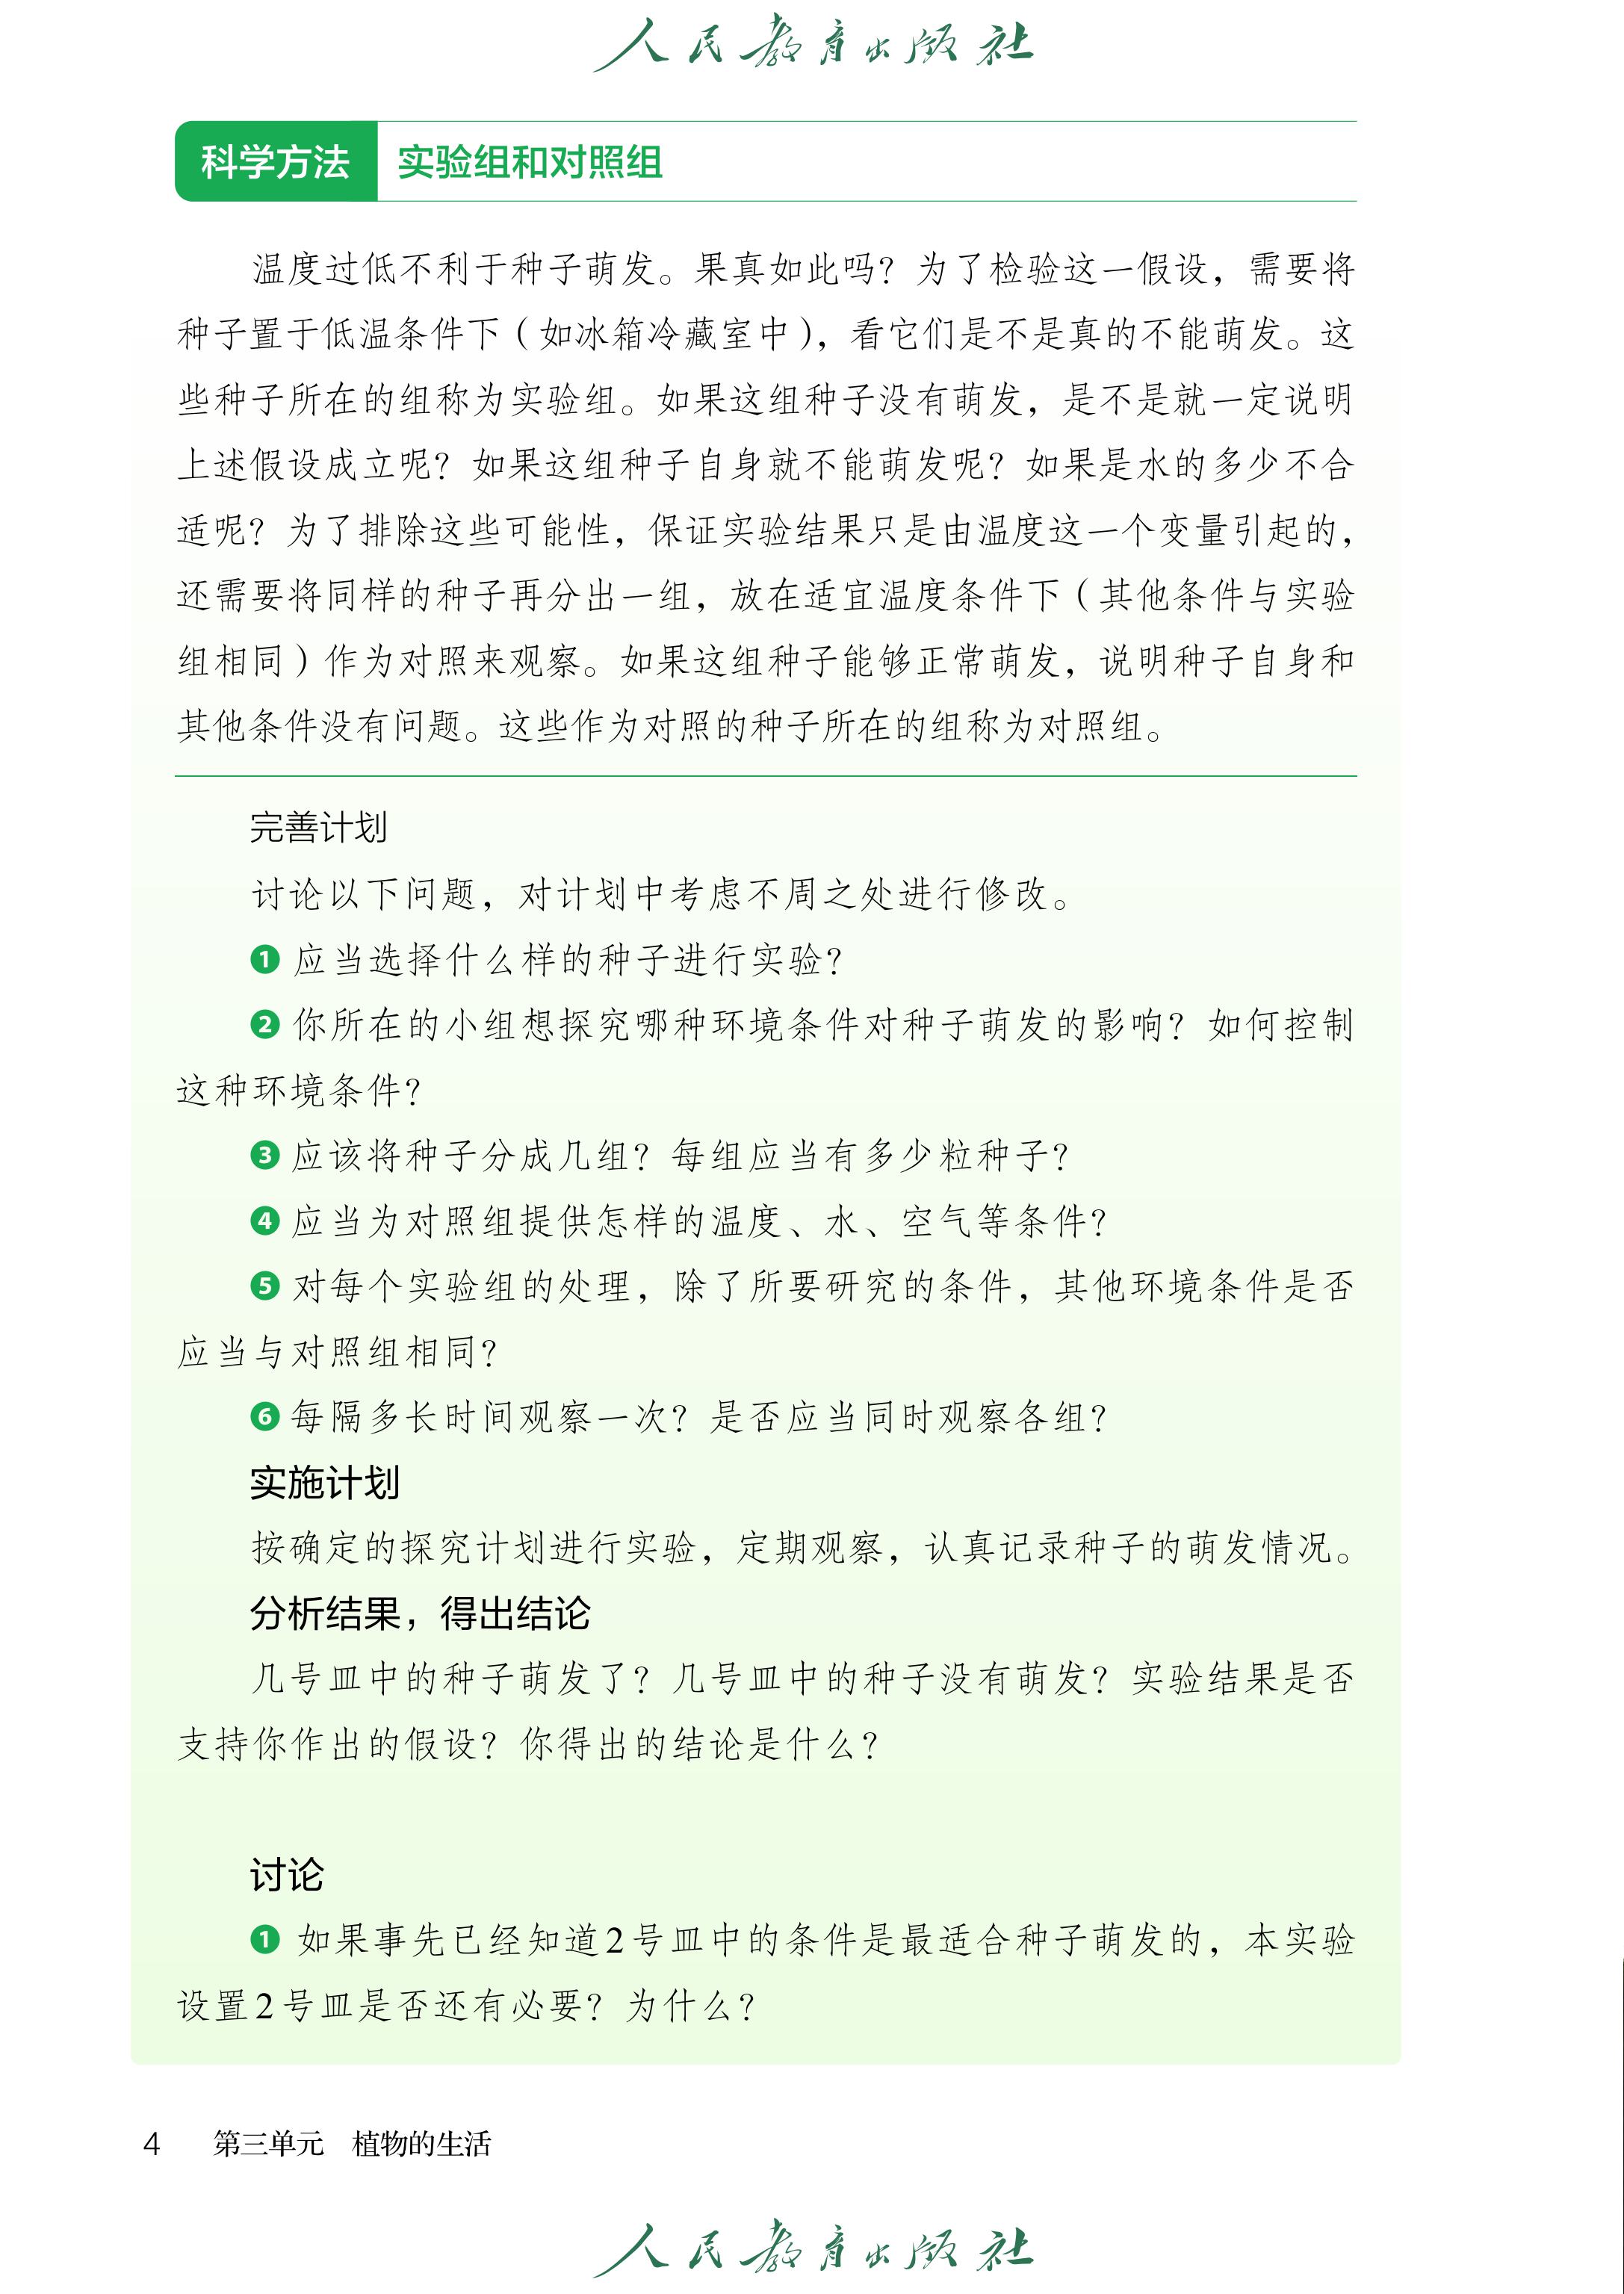 人民教育出版社
科学方法 实验组和对照组
温度过低不利于种子萌发。果真如此吗？为了检验这一假设，需要将
种子置于低温条件下（如冰箱冷藏室中），看它们是不是真的不能萌发。这
些种子所在的组称为实验组。如果这组种子没有萌发，是不是就一定说明
上述假设成立呢？如果这组种子自身就不能萌发呢？如果是水的多少不合
适呢？为了排除这些可能性，保证实验结果只是由温度这一个变量引起的，
还需要将同样的种子再分出一组，放在适宜温度条件下（其他条件与实验
组相同）作为对照来观察。如果这组种子能够正常萌发，说明种子自身和
其他条件没有问题。这些作为对照的种子所在的组称为对照组。
完善计划
讨论以下问题，对计划中考虑不周之处进行修改。
1 应当选择什么样的种子进行实验？
2 你所在的小组想探究哪种环境条件对种子萌发的影响？如何控制
这种环境条件？
3 应该将种子分成几组？每组应当有多少粒种子？
4 应当为对照组提供怎样的温度、水、空气等条件？
5 对每个实验组的处理，除了所要研究的条件，其他环境条件是否
应当与对照组相同？
6 每隔多长时间观察一次？是否应当同时观察各组？
实施计划
按确定的探究计划进行实验，定期观察，认真记录种子的萌发情况。
分析结果，得出结论
几号皿中的种子萌发了？几号皿中的种子没有萌发？实验结果是否
支持你作出的假设？你得出的结论是什么？
讨论
1 如果事先已经知道2号皿中的条件是最适合种子萌发的，本实验
设置2号皿是否还有必要？为什么？
4 第三单元 植物的生活
人民教育出版社